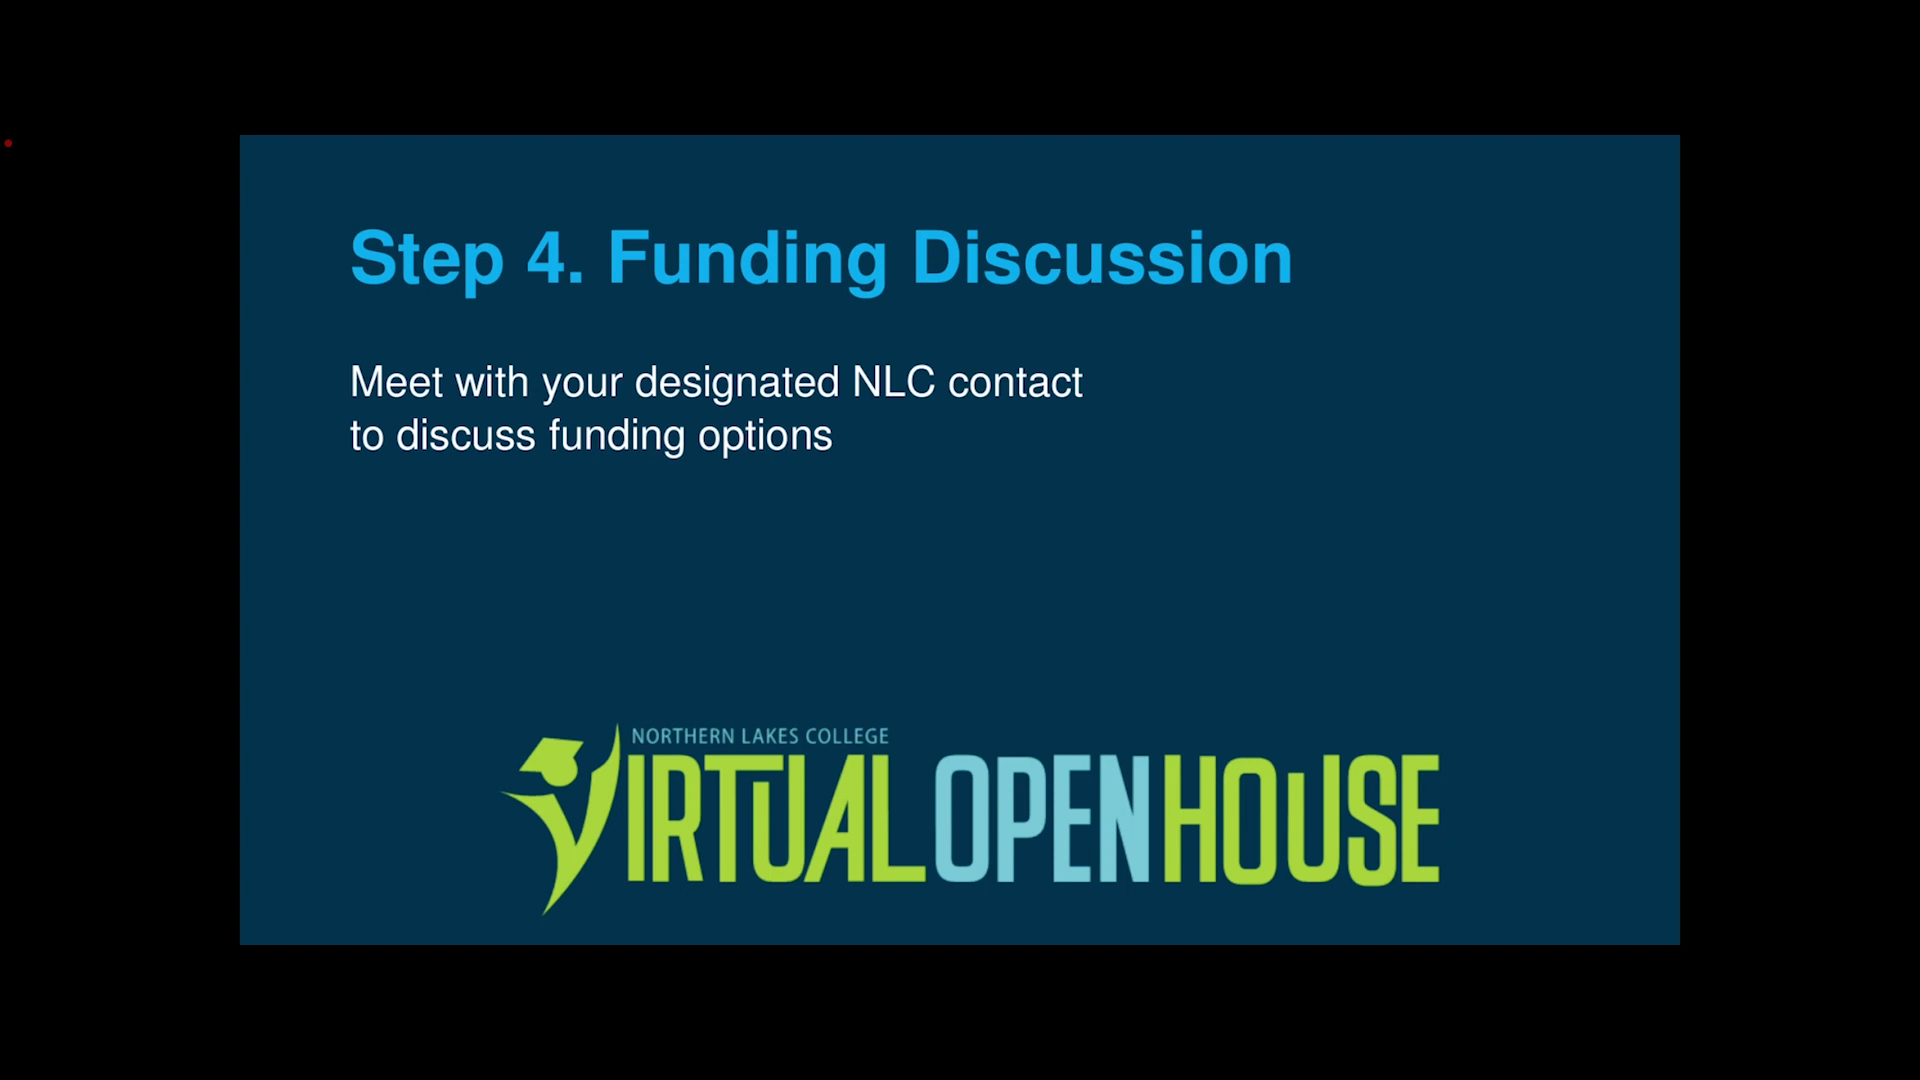 Step 4. Funding Discussion
Meet with your designated NLC contact
to discuss funding options
NORTHERN LAKES COLLEGE
VIRTUAL OPEN HOUSE